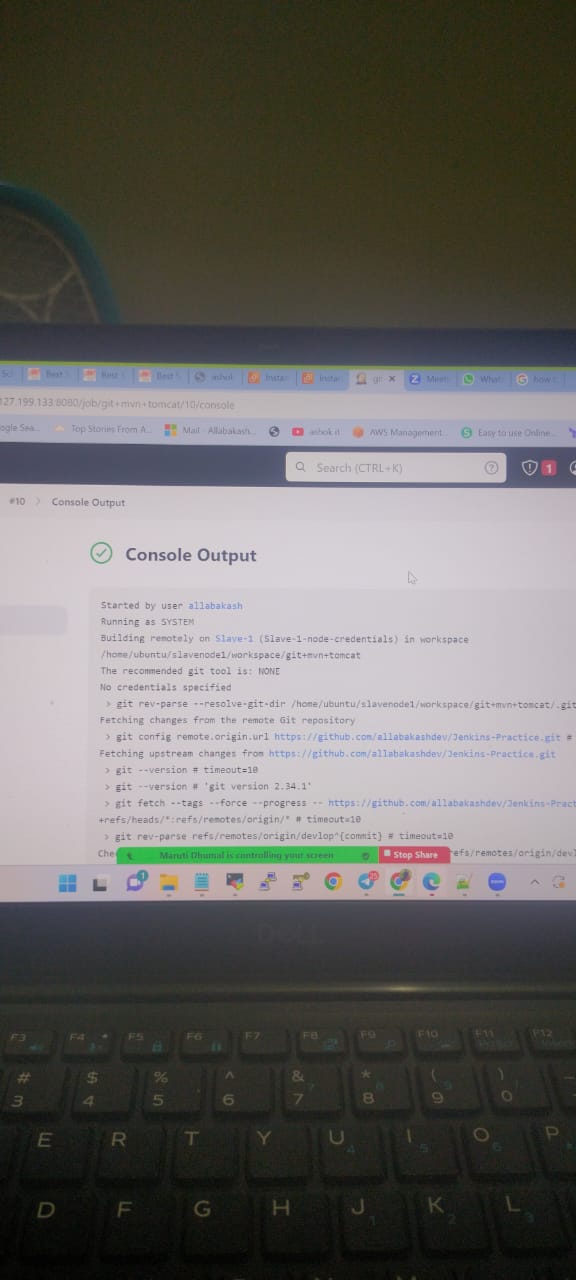 Best
Best
Best
ashok
Instan
Instan
git
Meeti
What
how t
127.199.133:8080/job/git+mvn+tomcat/10/console
ogle Sea...
Top Stories From A...
Mail - Allabakash...
ashok it
AWS Management...
Easy to use Online...
Search (CTRL+K)
1
#10 > Console Output
Console Output
Started by user allabakash
Running as SYSTEM
Building remotely on Slave-1 (Slave-1-node-credentials) in workspace
/home/ubuntu/slavenode1/workspace/git+mvn+tomcat
The recommended git tool is: NONE
No credentials specified
> git rev-parse --resolve-git-dir /home/ubuntu/slavenode1/workspace/git+mvn+tomcat/.git
Fetching changes from the remote Git repository
> git config remote.origin.url https://github.com/allabakashdev/Jenkins-Practice.git #
Fetching upstream changes from https://github.com/allabakashdev/Jenkins-Practice.git
> git --version # timeout=10
> git --version # 'git version 2.34.1'
> git fetch --tags --force --progress -- https://github.com/allabakashdev/Jenkins-Pract
+refs/heads/*:refs/remotes/origin/* # timeout=10
> git rev-parse refs/remotes/origin/devlop^{commit} # timeout=10
Che
Maruti Dhumal is controlling your screen
Stop Share
refs/remotes/origin/devl
DELL
F3 F4 F5 F6 F7 F8 F9 F10 F11 F12
# $ % ^ & * ( )
3 4 5 6 7 8 9 0
E R T Y U I O P
D F G H J K L